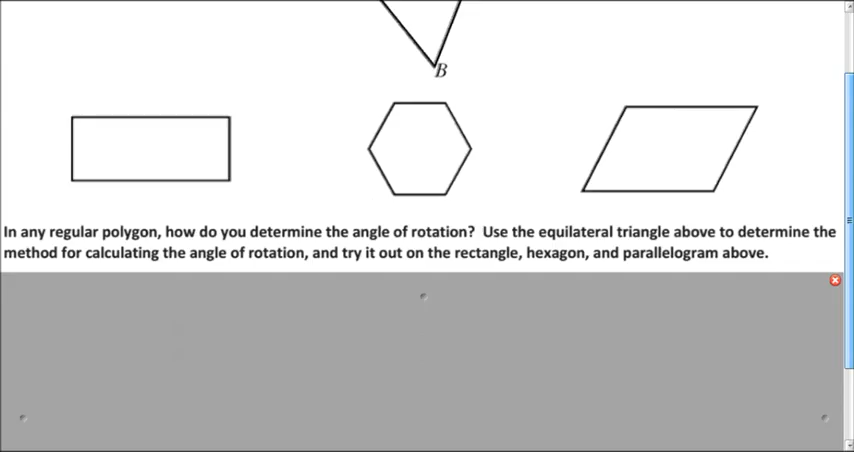 B
In any regular polygon, how do you determine the angle of rotation? Use the equilateral triangle above to determine the
method for calculating the angle of rotation, and try it out on the rectangle, hexagon, and parallelogram above.